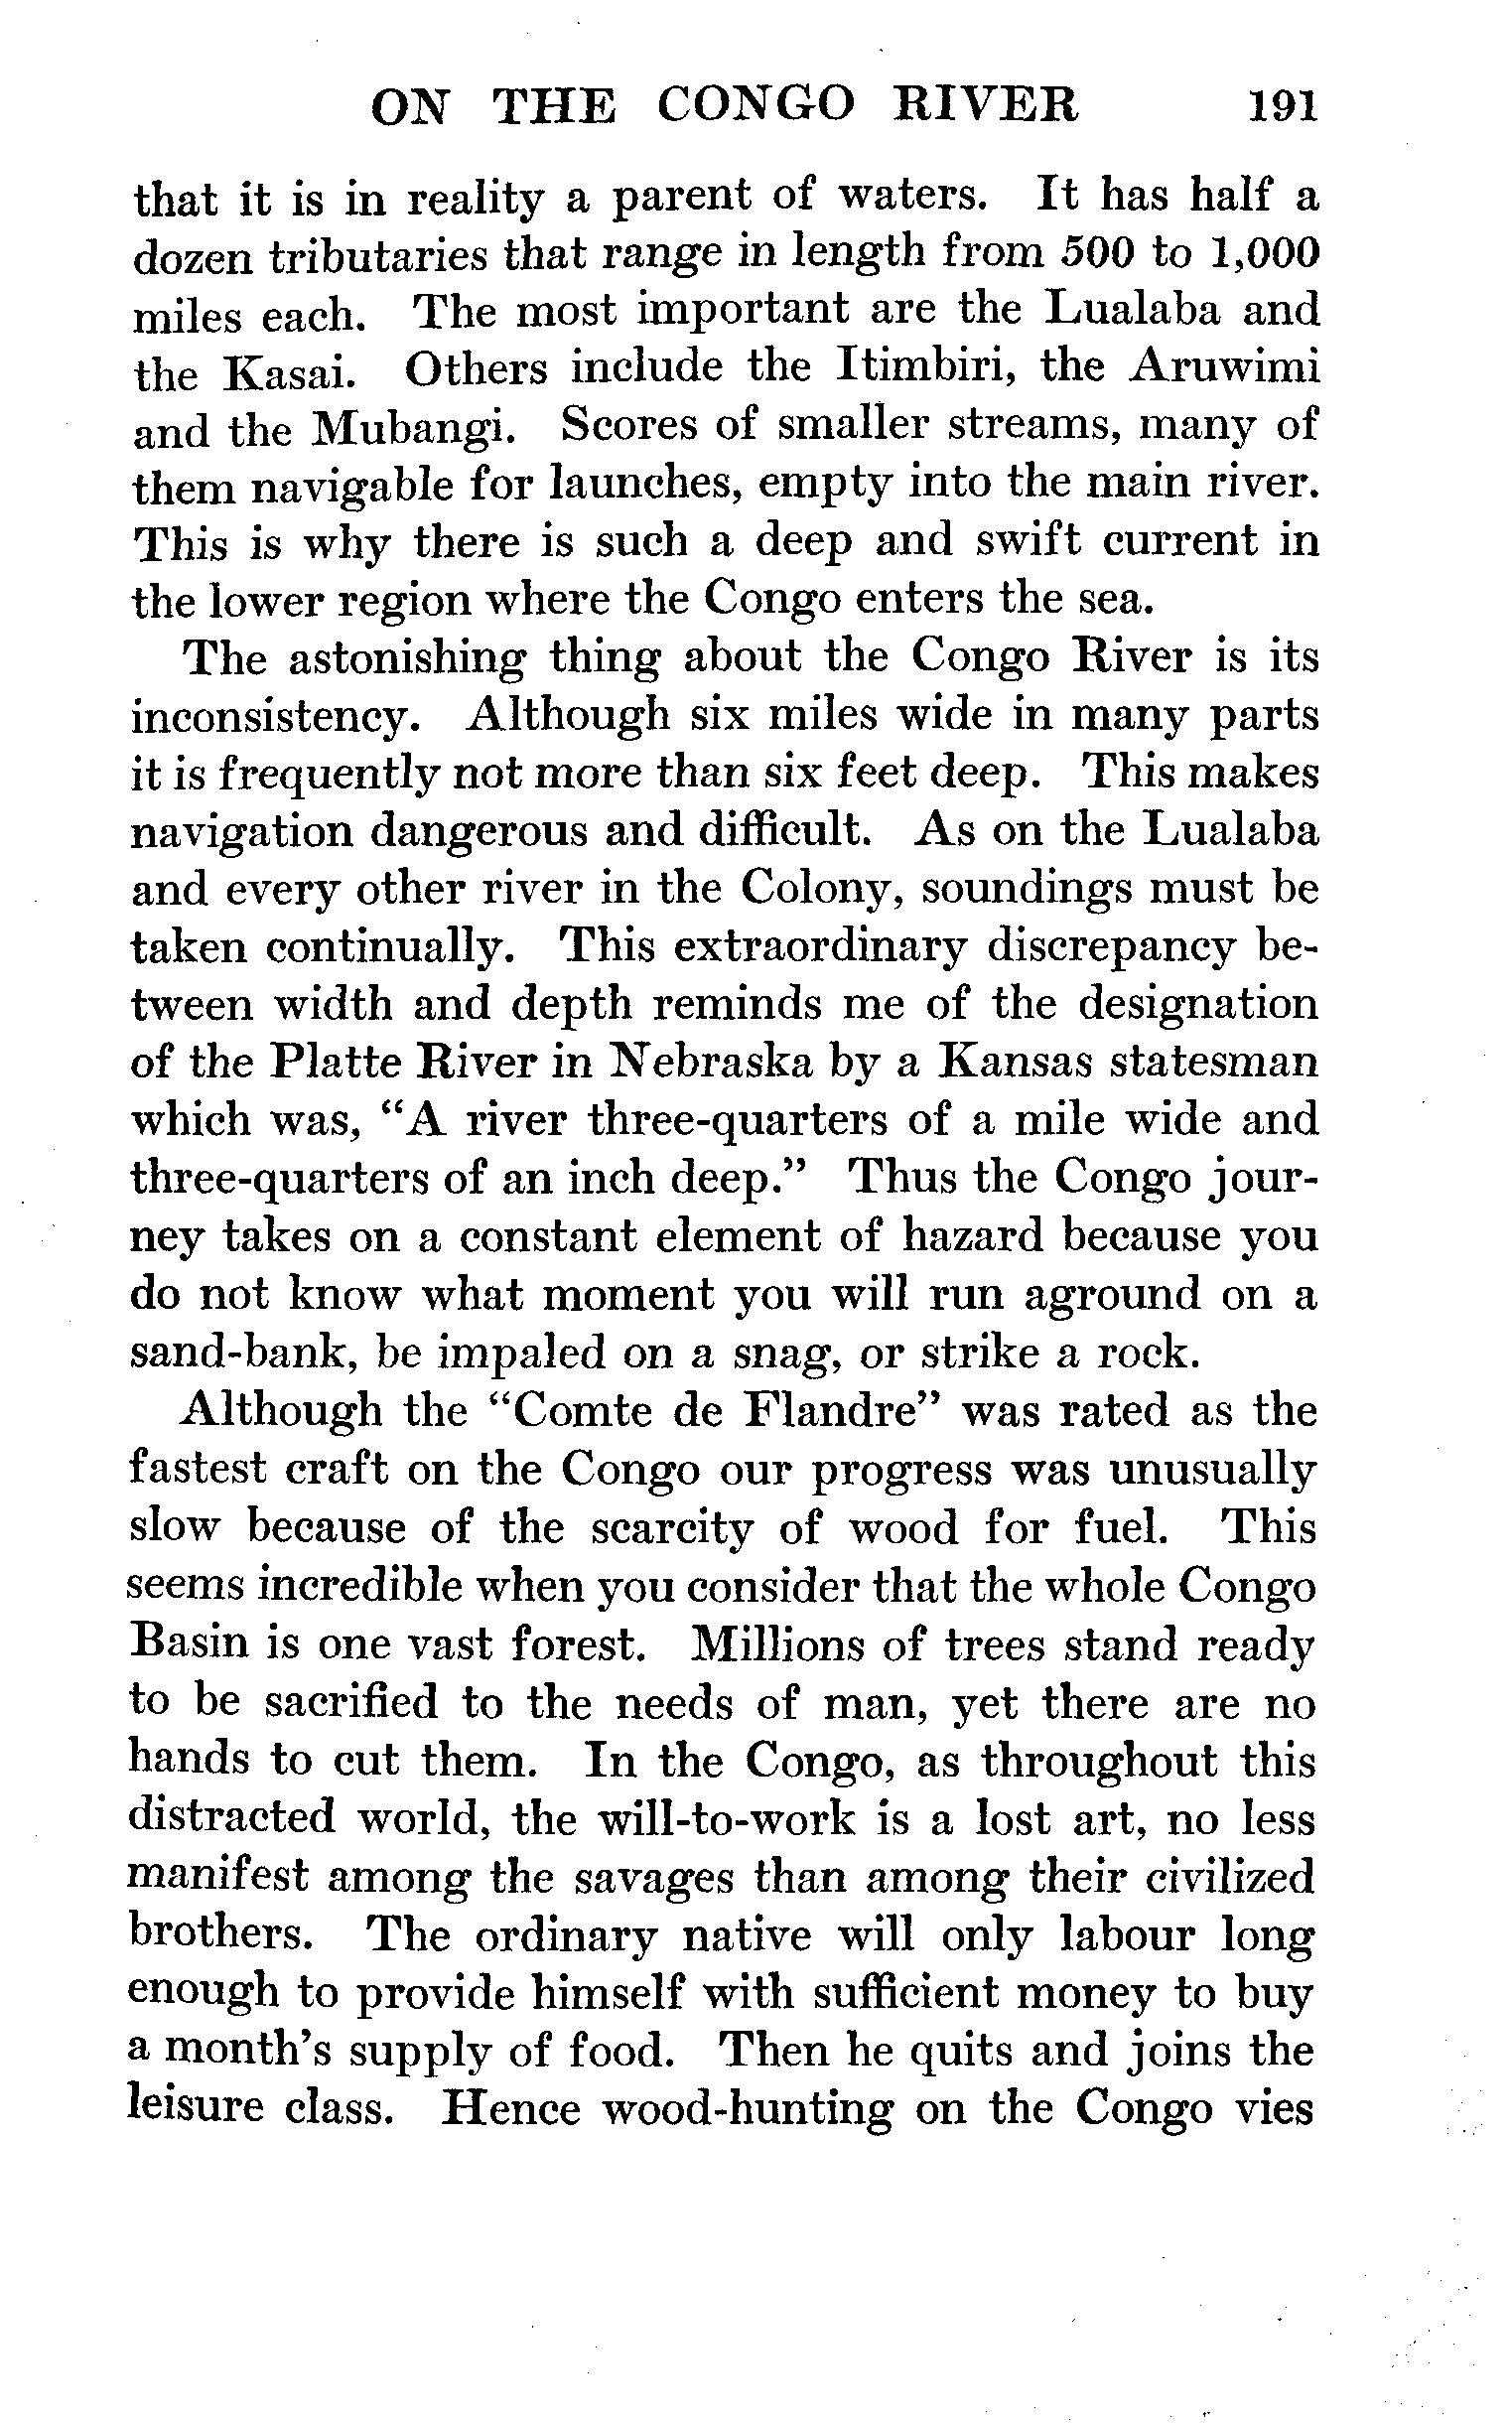 ON THE CONGO RIVER 191
that it is in reality a parent of waters. It has half a
dozen tributaries that range in length from 500 to 1,000
miles each. The most important are the Lualaba and
the Kasai. Others include the Itimbiri, the Aruwimi
and the Mubangi. Scores of smaller streams, many of
them navigable for launches, empty into the main river.
This is why there is such a deep and swift current in
the lower region where the Congo enters the sea.
The astonishing thing about the Congo River is its
inconsistency. Although six miles wide in many parts
it is frequently not more than six feet deep. This makes
navigation dangerous and difficult. As on the Lualaba
and every other river in the Colony, soundings must be
taken continually. This extraordinary discrepancy be-
tween width and depth reminds me of the designation
of the Platte River in Nebraska by a Kansas statesman
which was, "A river three-quarters of a mile wide and
three-quarters of an inch deep." Thus the Congo jour-
ney takes on a constant element of hazard because you
do not know what moment you will run aground on a
sand-bank, be impaled on a snag, or strike a rock.
Although the "Comte de Flandre" was rated as the
fastest craft on the Congo our progress was unusually
slow because of the scarcity of wood for fuel. This
seems incredible when you consider that the whole Congo
Basin is one vast forest. Millions of trees stand ready
to be sacrified to the needs of man, yet there are no
hands to cut them. In the Congo, as throughout this
distracted world, the will-to-work is a lost art, no less
manifest among the savages than among their civilized
brothers. The ordinary native will only labour long
enough to provide himself with sufficient money to buy
a month's supply of food. Then he quits and joins the
leisure class. Hence wood-hunting on the Congo vies